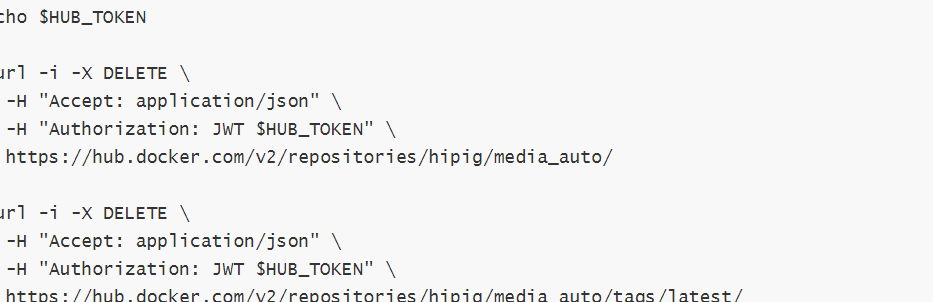 cho $HUB_TOKEN
url -i -X DELETE \
-H "Accept: application/json" \
-H "Authorization: JWT $HUB_TOKEN" \
https://hub.docker.com/v2/repositories/hipig/media_auto/
url -i -X DELETE \
-H "Accept: application/json" \
-H "Authorization: JWT $HUB_TOKEN" \
https://hub.docker.com/v2/repositories/hipig/media_auto/tags/latest/